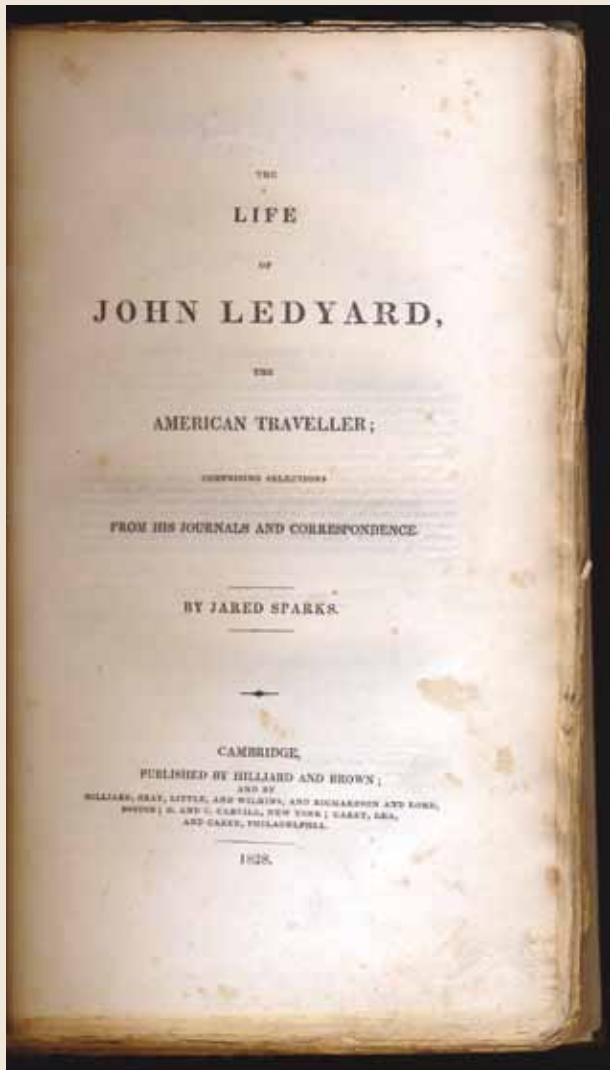 THE
LIFE
OF
JOHN LEDYARD,
THE
AMERICAN TRAVELLER;
COMPRISING SELECTIONS
FROM HIS JOURNALS AND CORRESPONDENCE.
BY JARED SPARKS.
CAMBRIDGE,
PUBLISHED BY HILLIARD AND BROWN;
AND BY
HILLIARD, GRAY, LITTLE, AND WILKINS, AND RICHARDSON AND LORD,
BOSTON; G. AND C. CARVILL, NEW YORK; CAREY, LEA,
AND CAREY, PHILADELPHIA.
1828.